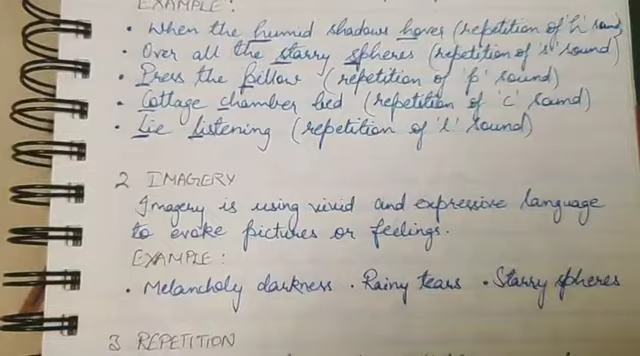 EXAMPLE:
• When the humid shadows hover (repetition of 'h' sound
• Over all the starry spheres (repetition of 's' sound)
• Press the pillow (repetition of 'p' sound)
• Cottage chamber bed (repetition of 'c' sound)
• Lie listening (repetition of 'l' sound)
2 IMAGERY
Imagery is using vivid and expressive language
to evoke pictures or feelings.
EXAMPLE:
• Melancholy darkness • Rainy tears • Starry spheres
3 REPETITION